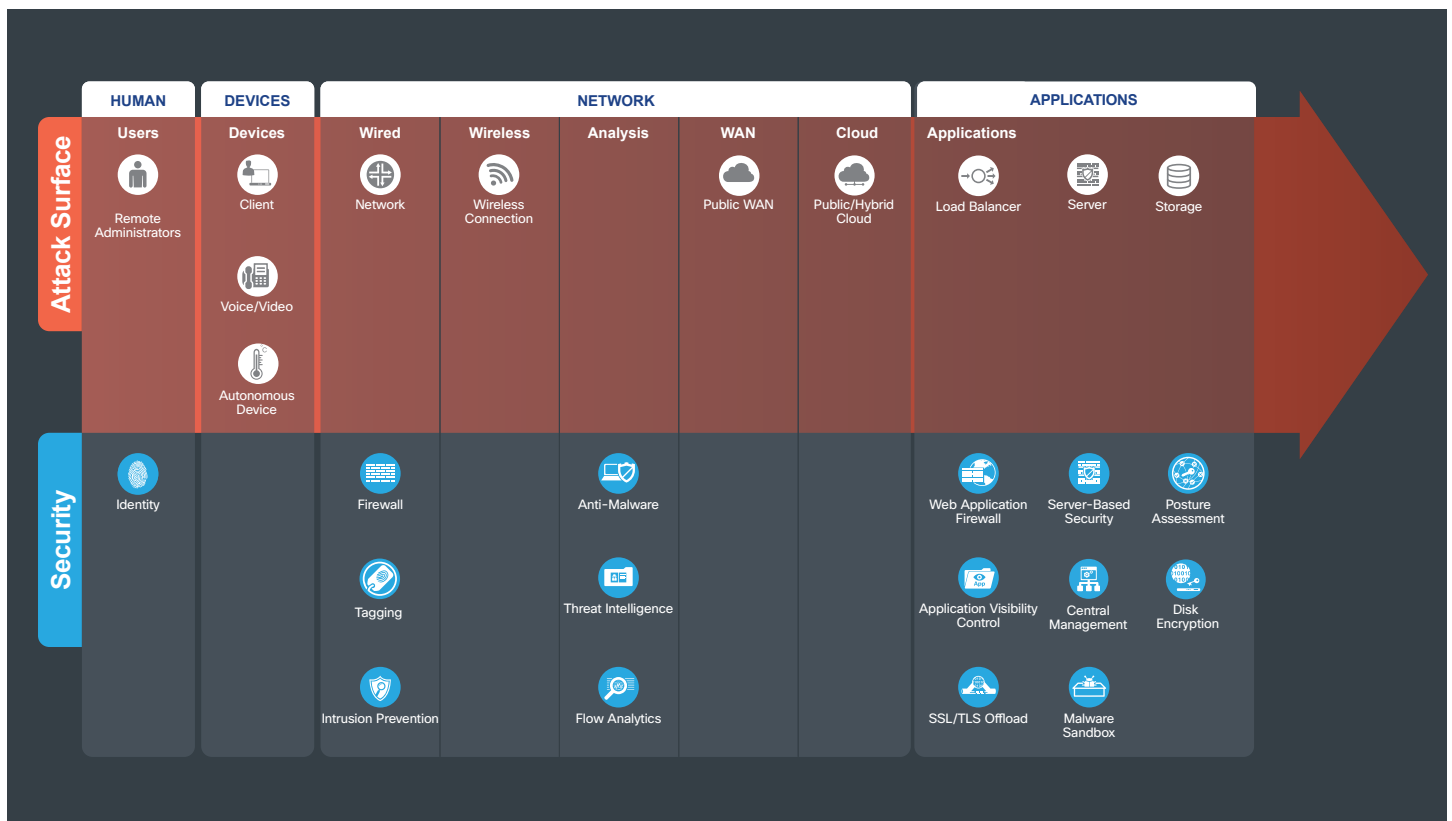 HUMAN
DEVICES
NETWORK
APPLICATIONS
Attack Surface
Users
Devices
Wired
Wireless
Analysis
WAN
Cloud
Applications
Remote
Administrators
Client
Network
Wireless
Connection
Public WAN
Public/Hybrid
Cloud
Load Balancer
Server
Storage
Voice/Video
°C
Autonomous
Device
Security
Identity
Firewall
Anti-Malware
Web Application
Firewall
Server-Based
Security
Posture
Assessment
Tagging
Threat Intelligence
App
Application Visibility
Control
Central
Management
Disk
Encryption
Intrusion Prevention
Flow Analytics
SSL/TLS Offload
Malware
Sandbox